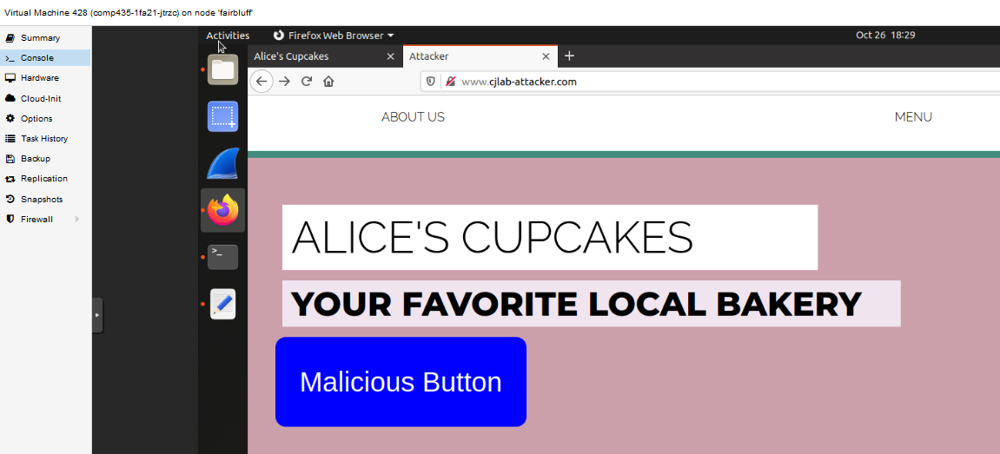 Virtual Machine 428 (comp435-1fa21-jtrzc) on node 'fairbluff'
Summary
Console
Hardware
Cloud-Init
Options
Task History
Backup
Replication
Snapshots
Firewall
Activities
Firefox Web Browser
Oct 26 18:29
Alice's Cupcakes
Attacker
www.cjlab-attacker.com
ABOUT US
MENU
ALICE'S CUPCAKES
YOUR FAVORITE LOCAL BAKERY
Malicious Button